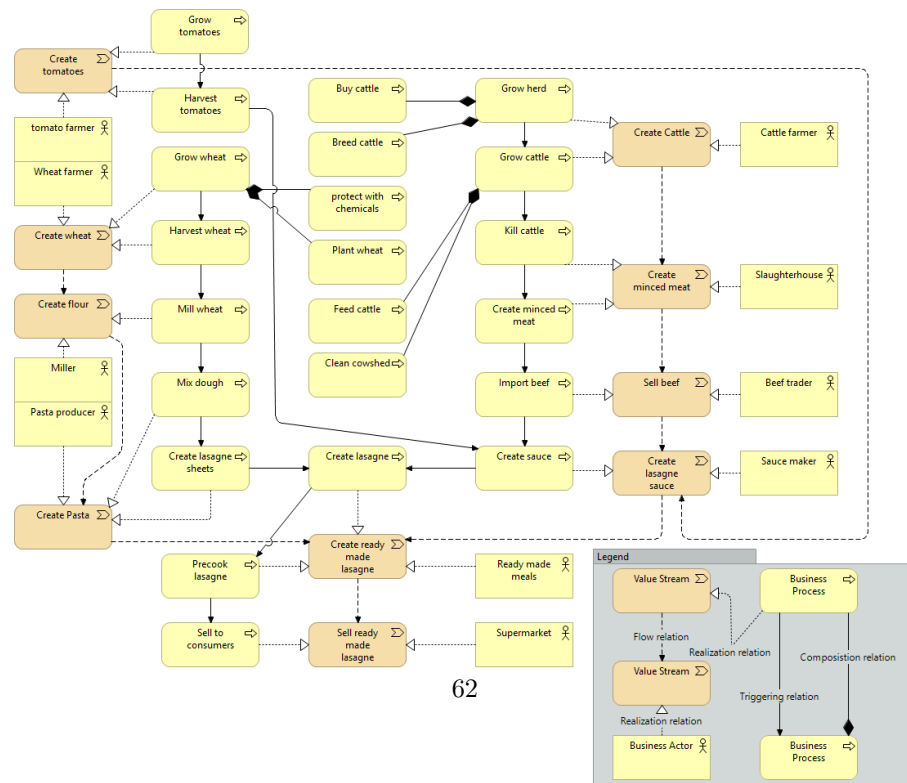 Grow
tomatoes
Create
tomatoes
Harvest
tomatoes
Buy cattle
Grow herd
tomato farmer
Breed cattle
Create Cattle
Cattle farmer
Wheat farmer
Grow wheat
Grow cattle
protect with
chemicals
Create wheat
Harvest wheat
Plant wheat
Kill cattle
Create
minced meat
Slaughterhouse
Create flour
Mill wheat
Feed cattle
Create minced
meat
Miller
Mix dough
Clean cowshed
Import beef
Sell beef
Beef trader
Pasta producer
Create lasagne
sheets
Create lasagne
Create sauce
Create
lasagne
sauce
Sauce maker
Create Pasta
Create ready
made
lasagne
Precook
lasagne
Ready made
meals
Sell to
consumers
Sell ready
made
lasagne
Supermarket
62
Legend
Value Stream
Business
Process
Flow relation
Realization relation
Composistion relation
Value Stream
Triggering relation
Realization relation
Business Actor
Business
Process